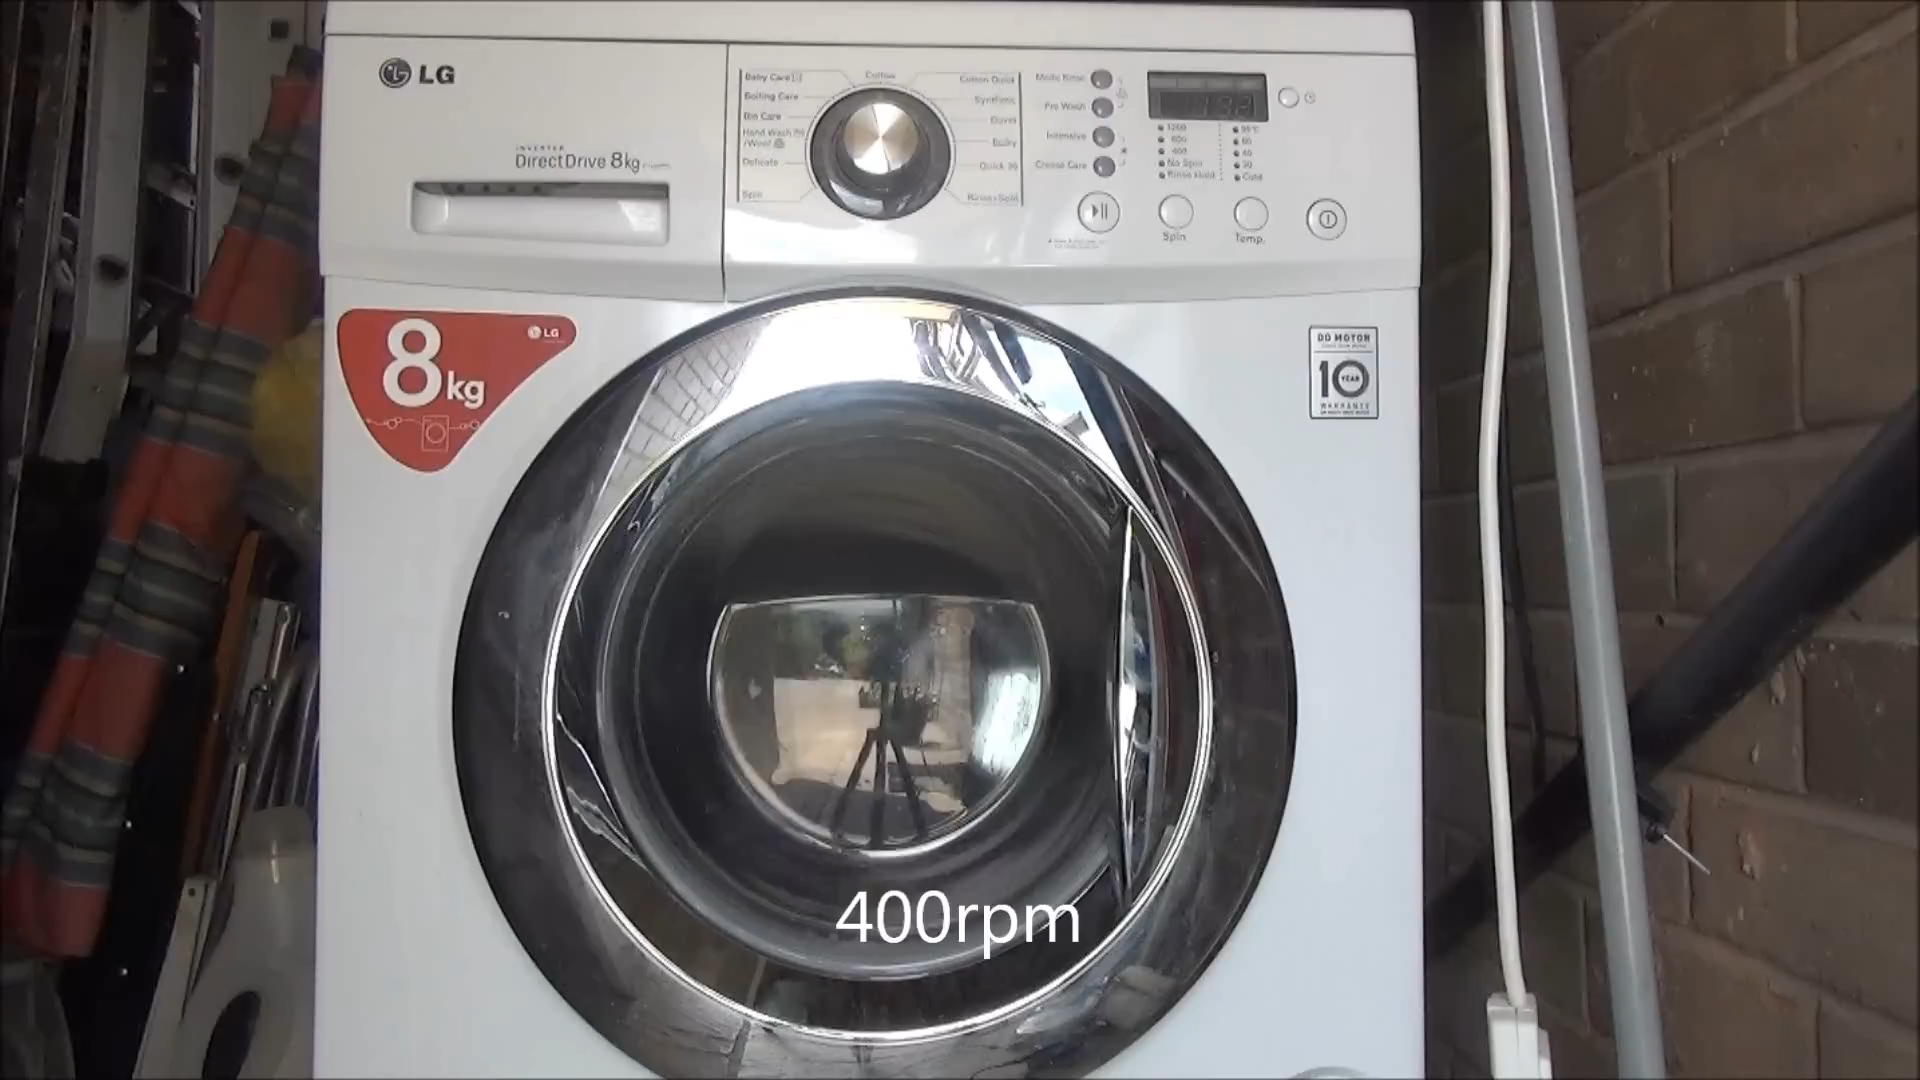 LG
INVERTER
DirectDrive 8kg
Baby Care
Boiling Care
Bio Care
Hand Wash
/Wool
Delicate
Spin
Cotton
Cotton Quick
Synthetic
Duvet
Bulky
Quick 30
Rinse+Spin
Medic Rinse
Pre Wash
Intensive
Crease Care
1200
800
400
No Spin
Rinse Hold
95°C
60
40
30
Cold
Spin
Temp.
8kg
LG
DD MOTOR
10 YEAR
WARRANTY
400rpm